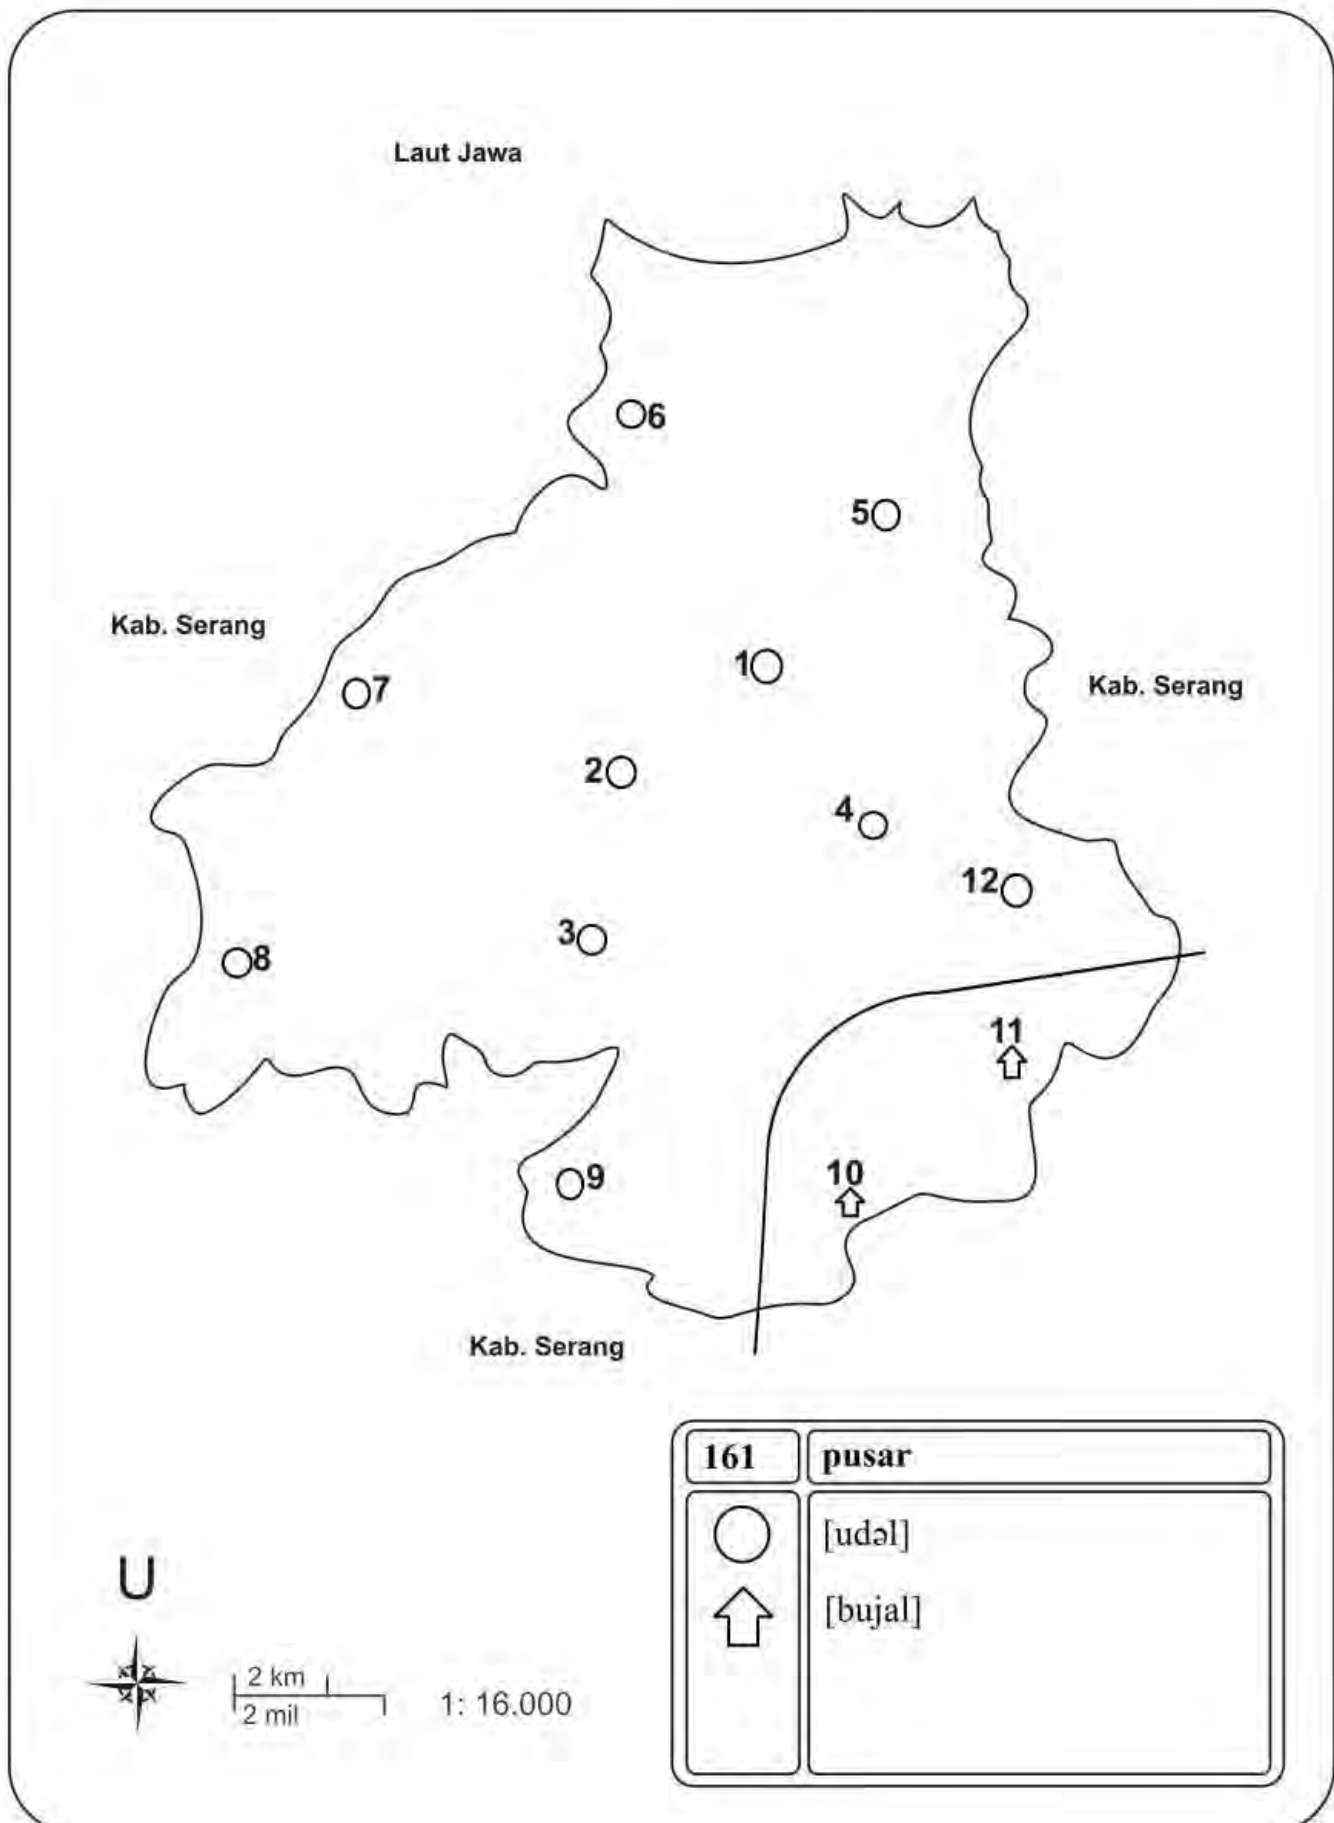 Laut Jawa
6
5
Kab. Serang
1
7
Kab. Serang
2
4
12
3
8
11
10
9
Kab. Serang
161 pusar
[udəl]
[bujal]
U
2 km
2 mil
1: 16.000